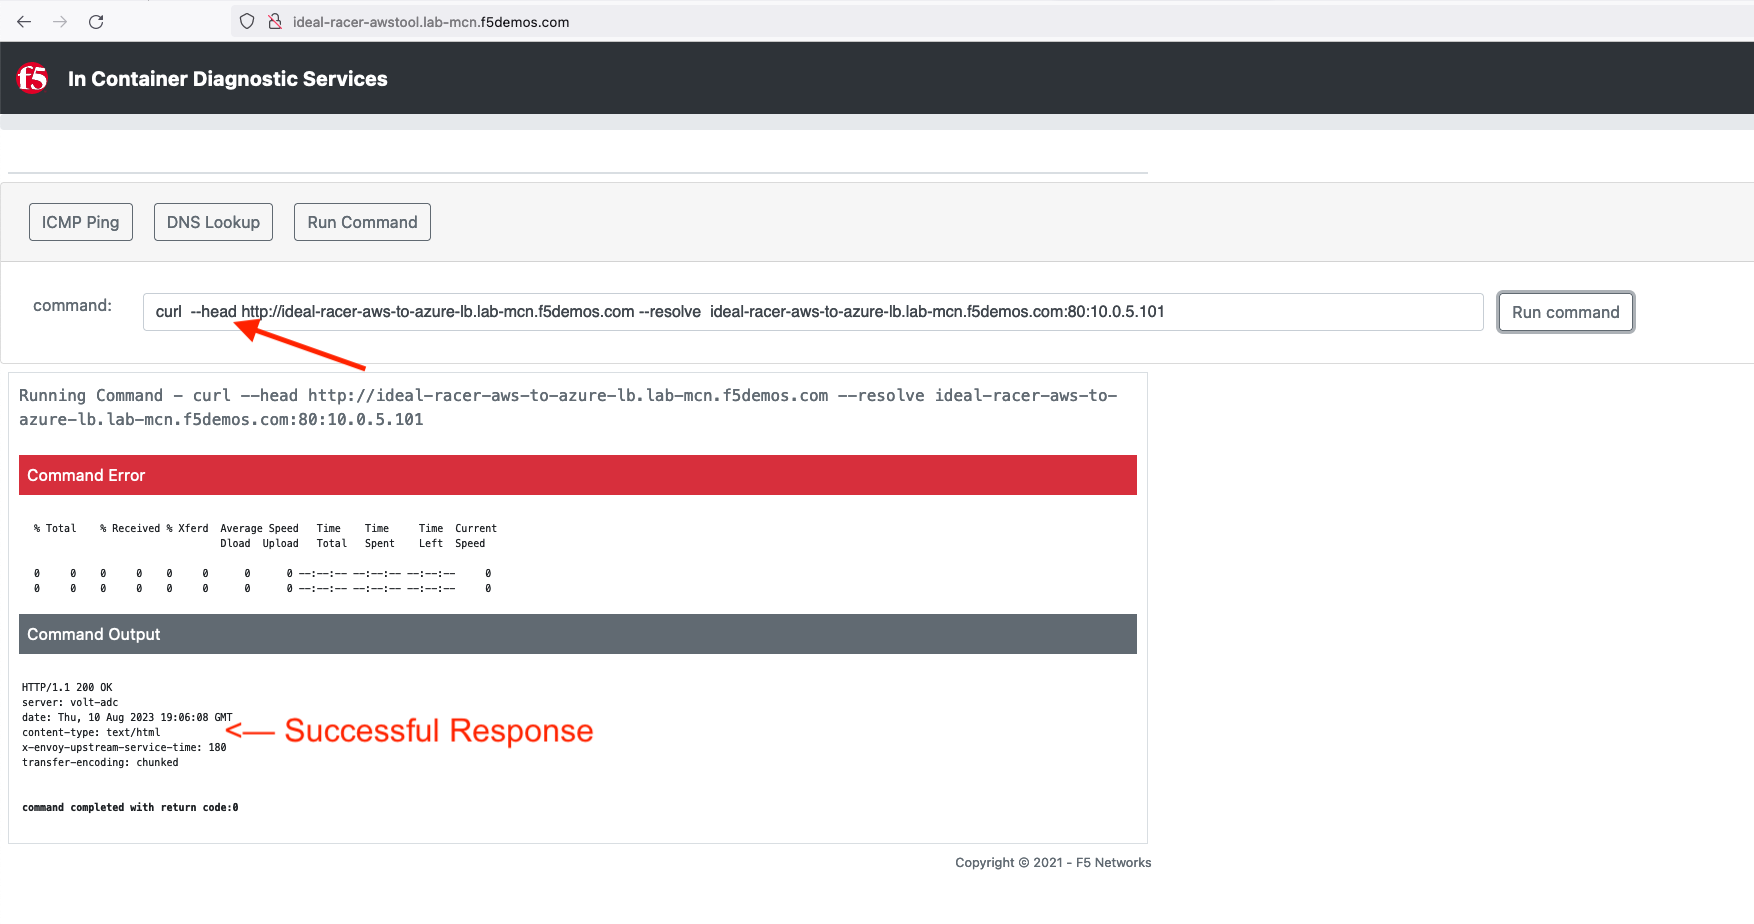 ideal-racer-awstool.lab-mcn.f5demos.com
f5 In Container Diagnostic Services
ICMP Ping DNS Lookup Run Command
command: curl  --head http://ideal-racer-aws-to-azure-lb.lab-mcn.f5demos.com --resolve  ideal-racer-aws-to-azure-lb.lab-mcn.f5demos.com:80:10.0.5.101 Run command
Running Command - curl --head http://ideal-racer-aws-to-azure-lb.lab-mcn.f5demos.com --resolve ideal-racer-aws-to-
azure-lb.lab-mcn.f5demos.com:80:10.0.5.101
Command Error
% Total    % Received % Xferd  Average Speed   Time    Time     Time  Current
Dload  Upload   Total   Spent    Left  Speed
0     0    0     0    0     0      0      0 --:--:-- --:--:-- --:--:--     0
0     0    0     0    0     0      0      0 --:--:-- --:--:-- --:--:--     0
Command Output
HTTP/1.1 200 OK
server: volt-adc
date: Thu, 10 Aug 2023 19:06:08 GMT
content-type: text/html
<— Successful Response
x-envoy-upstream-service-time: 180
transfer-encoding: chunked
command completed with return code:0
Copyright © 2021 - F5 Networks